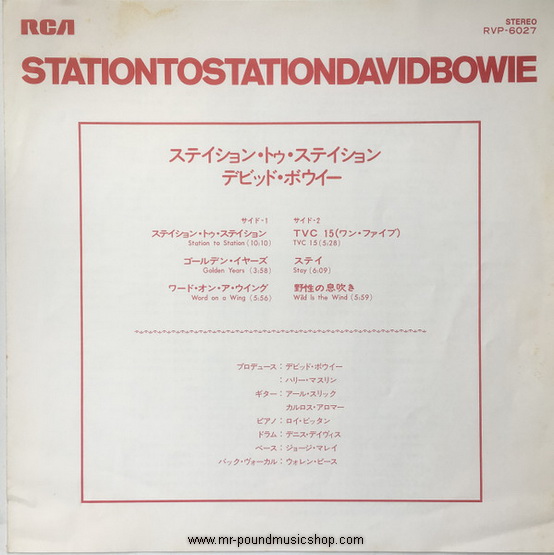 RCA
STEREO
RVP-6027
STATIONTOSTATIONDAVIDBOWIE
ステイション・トゥ・ステイション
デビッド・ボウイー
サイド-1
ステイション・トゥ・ステイション
Station to Station (10:10)
ゴールデン・イヤーズ
Golden Years (3:58)
ワード・オン・ア・ウイング
Word on a Wing (5:56)
サイド-2
TVC 15(ワン・ファイブ)
TVC 15 (5:28)
ステイ
Stay (6:09)
野性の息吹き
Wild Is the Wind (5:59)
プロデュース：デビッド・ボウイー
：ハリー・マスリン
ギター：アール・スリック
カルロス・アロマー
ピアノ：ロイ・ビッタン
ドラム：デニス・デイヴィス
ベース：ジョージ・マレイ
バック・ヴォーカル：ウォレン・ピース
www.mr-poundmusicshop.com